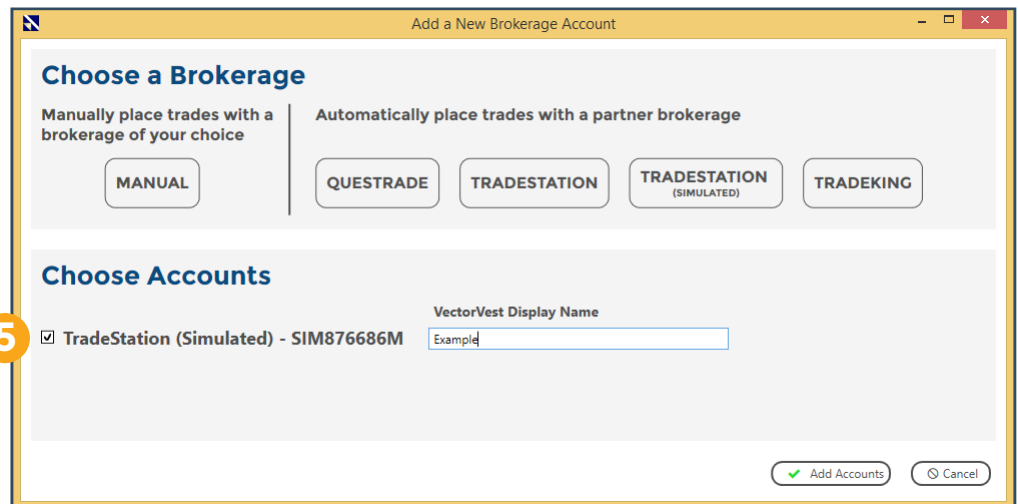 Add a New Brokerage Account
Choose a Brokerage
Manually place trades with a
brokerage of your choice
Automatically place trades with a partner brokerage
MANUAL
QUESTRADE
TRADESTATION
TRADESTATION
(SIMULATED)
TRADEKING
Choose Accounts
VectorVest Display Name
5
TradeStation (Simulated) - SIM876686M
Example
Add Accounts
Cancel